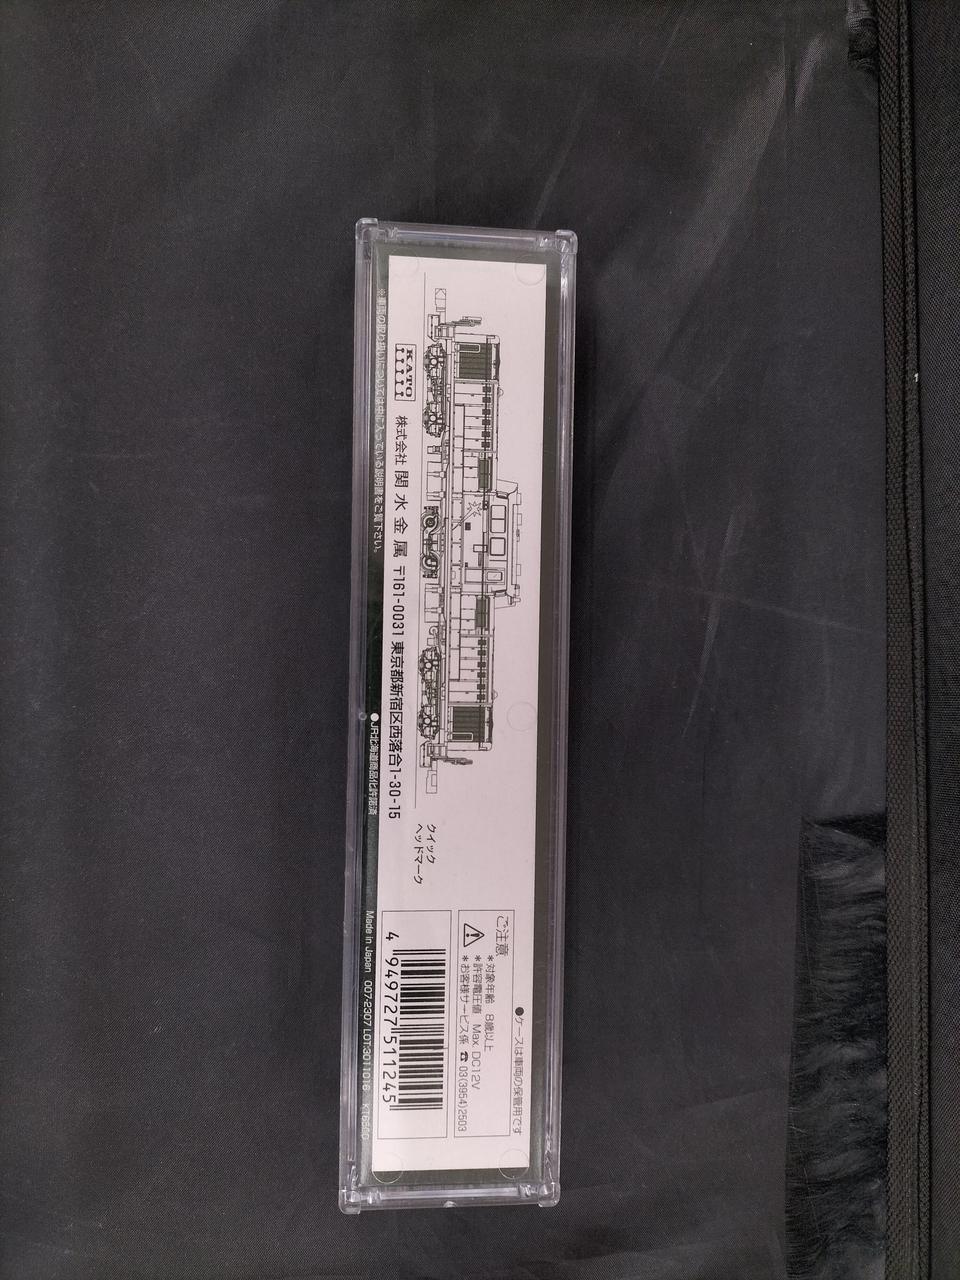 ●ケースは車両の保管用です
ご注意
*対象年齢 8歳以上
*許容電圧値 Max. DC12V
*お客様サービス係 ☎ 03(3954)2503
クイック
ヘッドマーク
4 949727 511245
KATO 株式会社 関水金属 〒161-0031 東京都新宿区西落合1-30-15
※車両の取り扱いについては中に入っている説明書をご覧下さい。
●JR北海道商品化許諾済
Made in Japan 007-2307 LOT:3011016